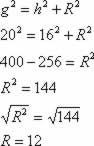 g² = h² + R²
20² = 16² + R²
400 − 256 = R²
R² = 144
√R² = √144
R = 12